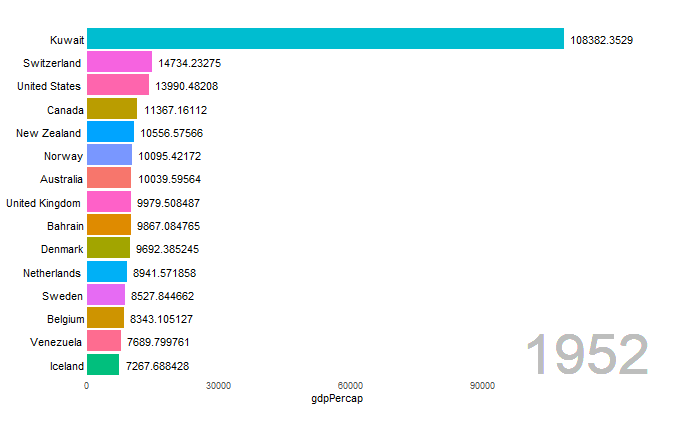 Kuwait 108382.3529
Switzerland 14734.23275
United States 13990.48208
Canada 11367.16112
New Zealand 10556.57566
Norway 10095.42172
Australia 10039.59564
United Kingdom 9979.508487
Bahrain 9867.084765
Denmark 9692.385245
Netherlands 8941.571858
Sweden 8527.844662
Belgium 8343.105127
Venezuela 7689.799761
Iceland 7267.688428
1952
0 30000 60000 90000
gdpPercap